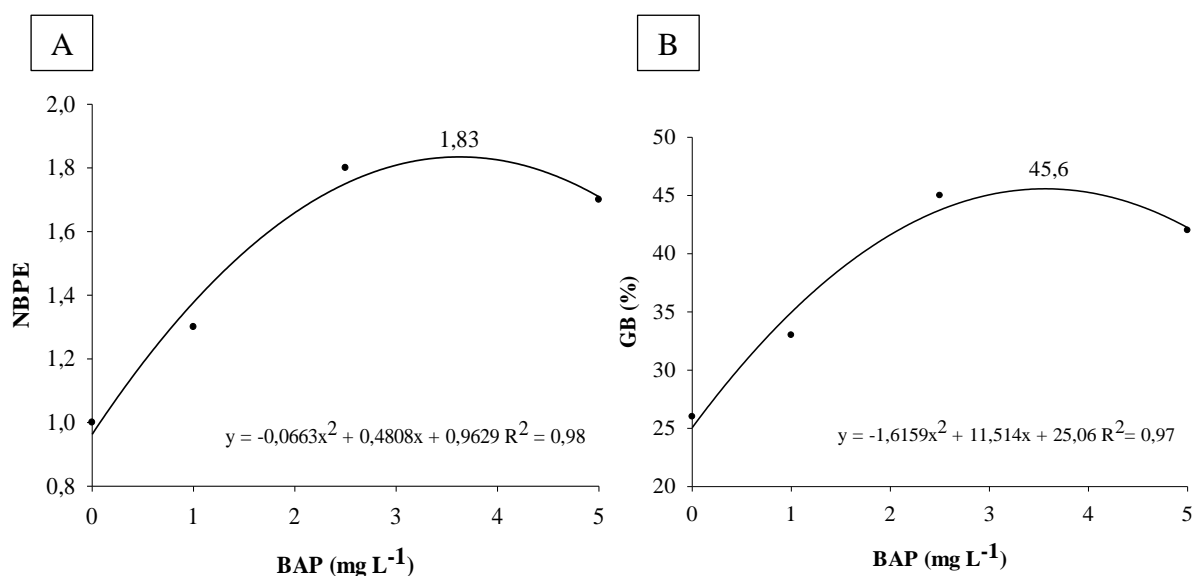 A
2,0
1,8
1,6
1,4
1,2
1,0
0,8
NBPE
1,83
y = -0,0663x² + 0,4808x + 0,9629 R² = 0,98
0 1 2 3 4 5
BAP (mg L⁻¹)
B
50
45
40
35
30
25
20
GB (%)
45,6
y = -1,6159x² + 11,514x + 25,06 R² = 0,97
0 1 2 3 4 5
BAP (mg L⁻¹)